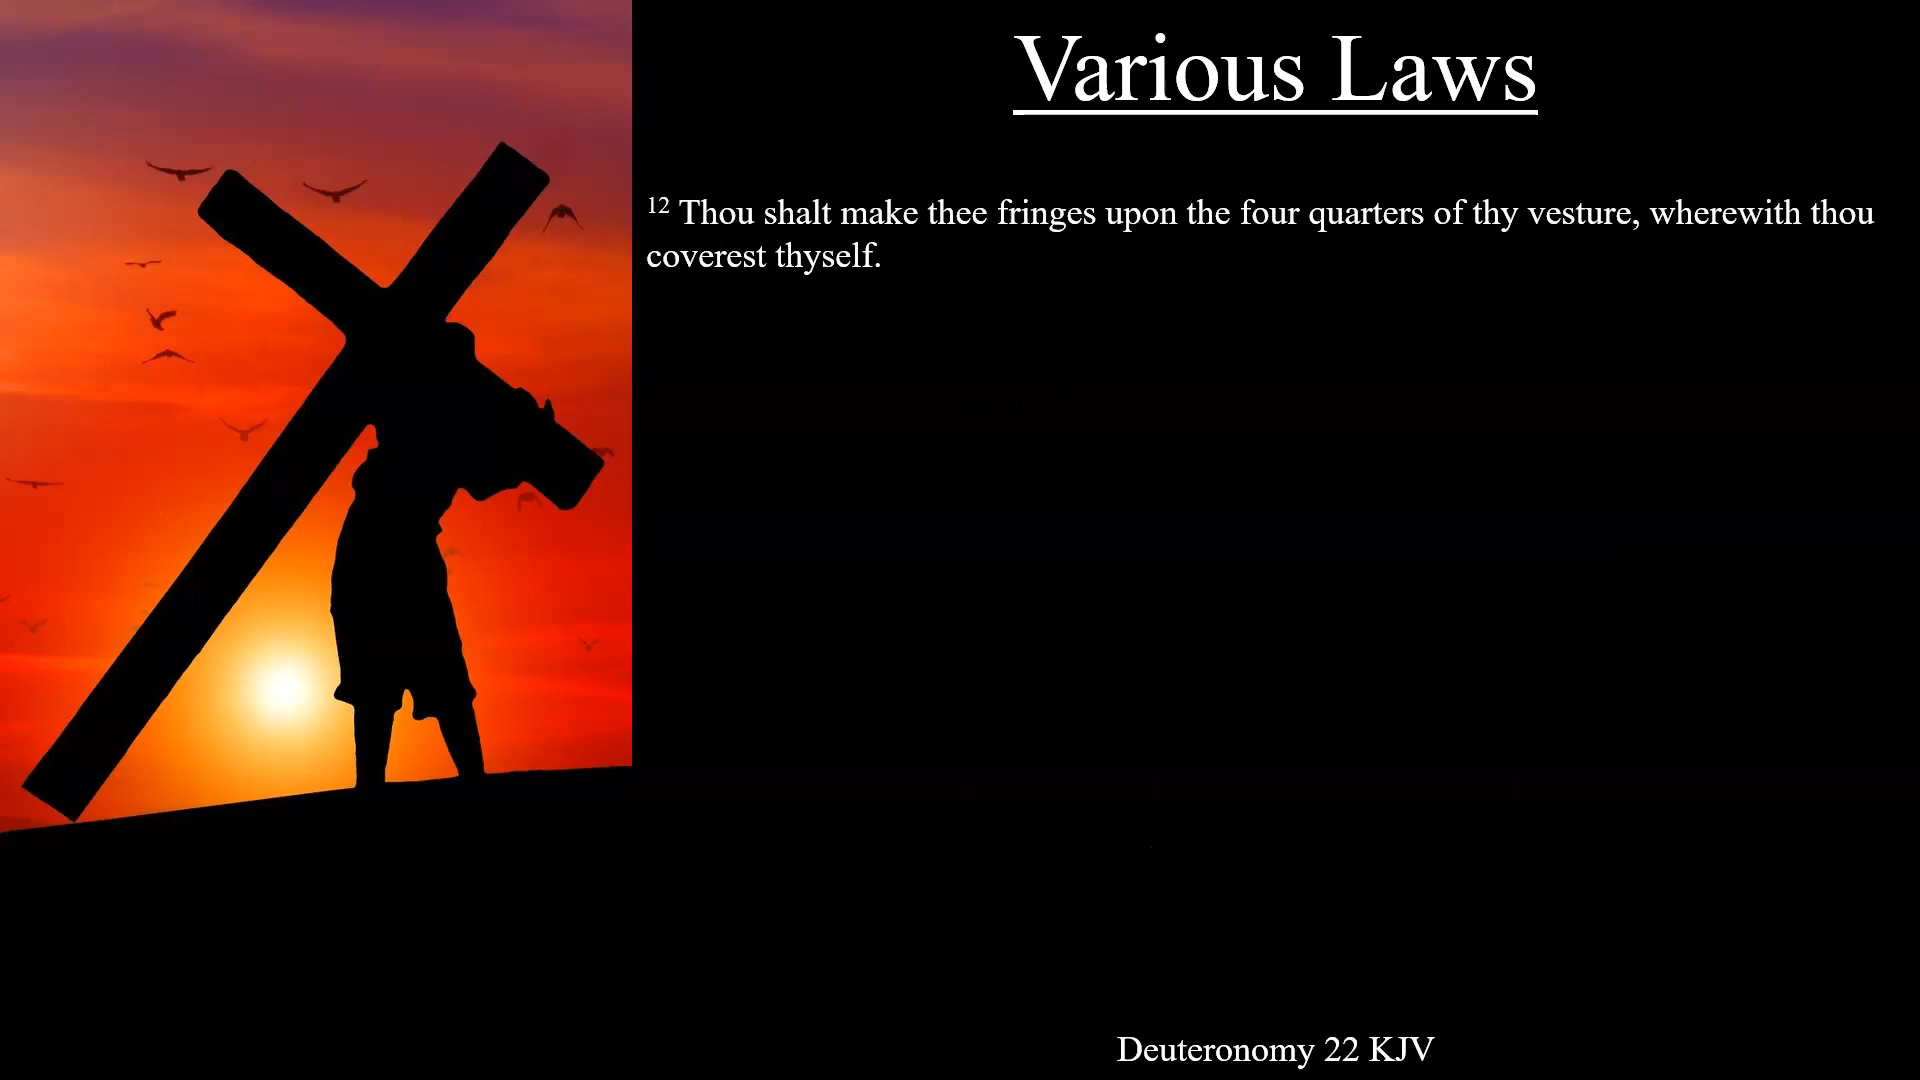 Various Laws
12 Thou shalt make thee fringes upon the four quarters of thy vesture, wherewith thou
coverest thyself.
Deuteronomy 22 KJV